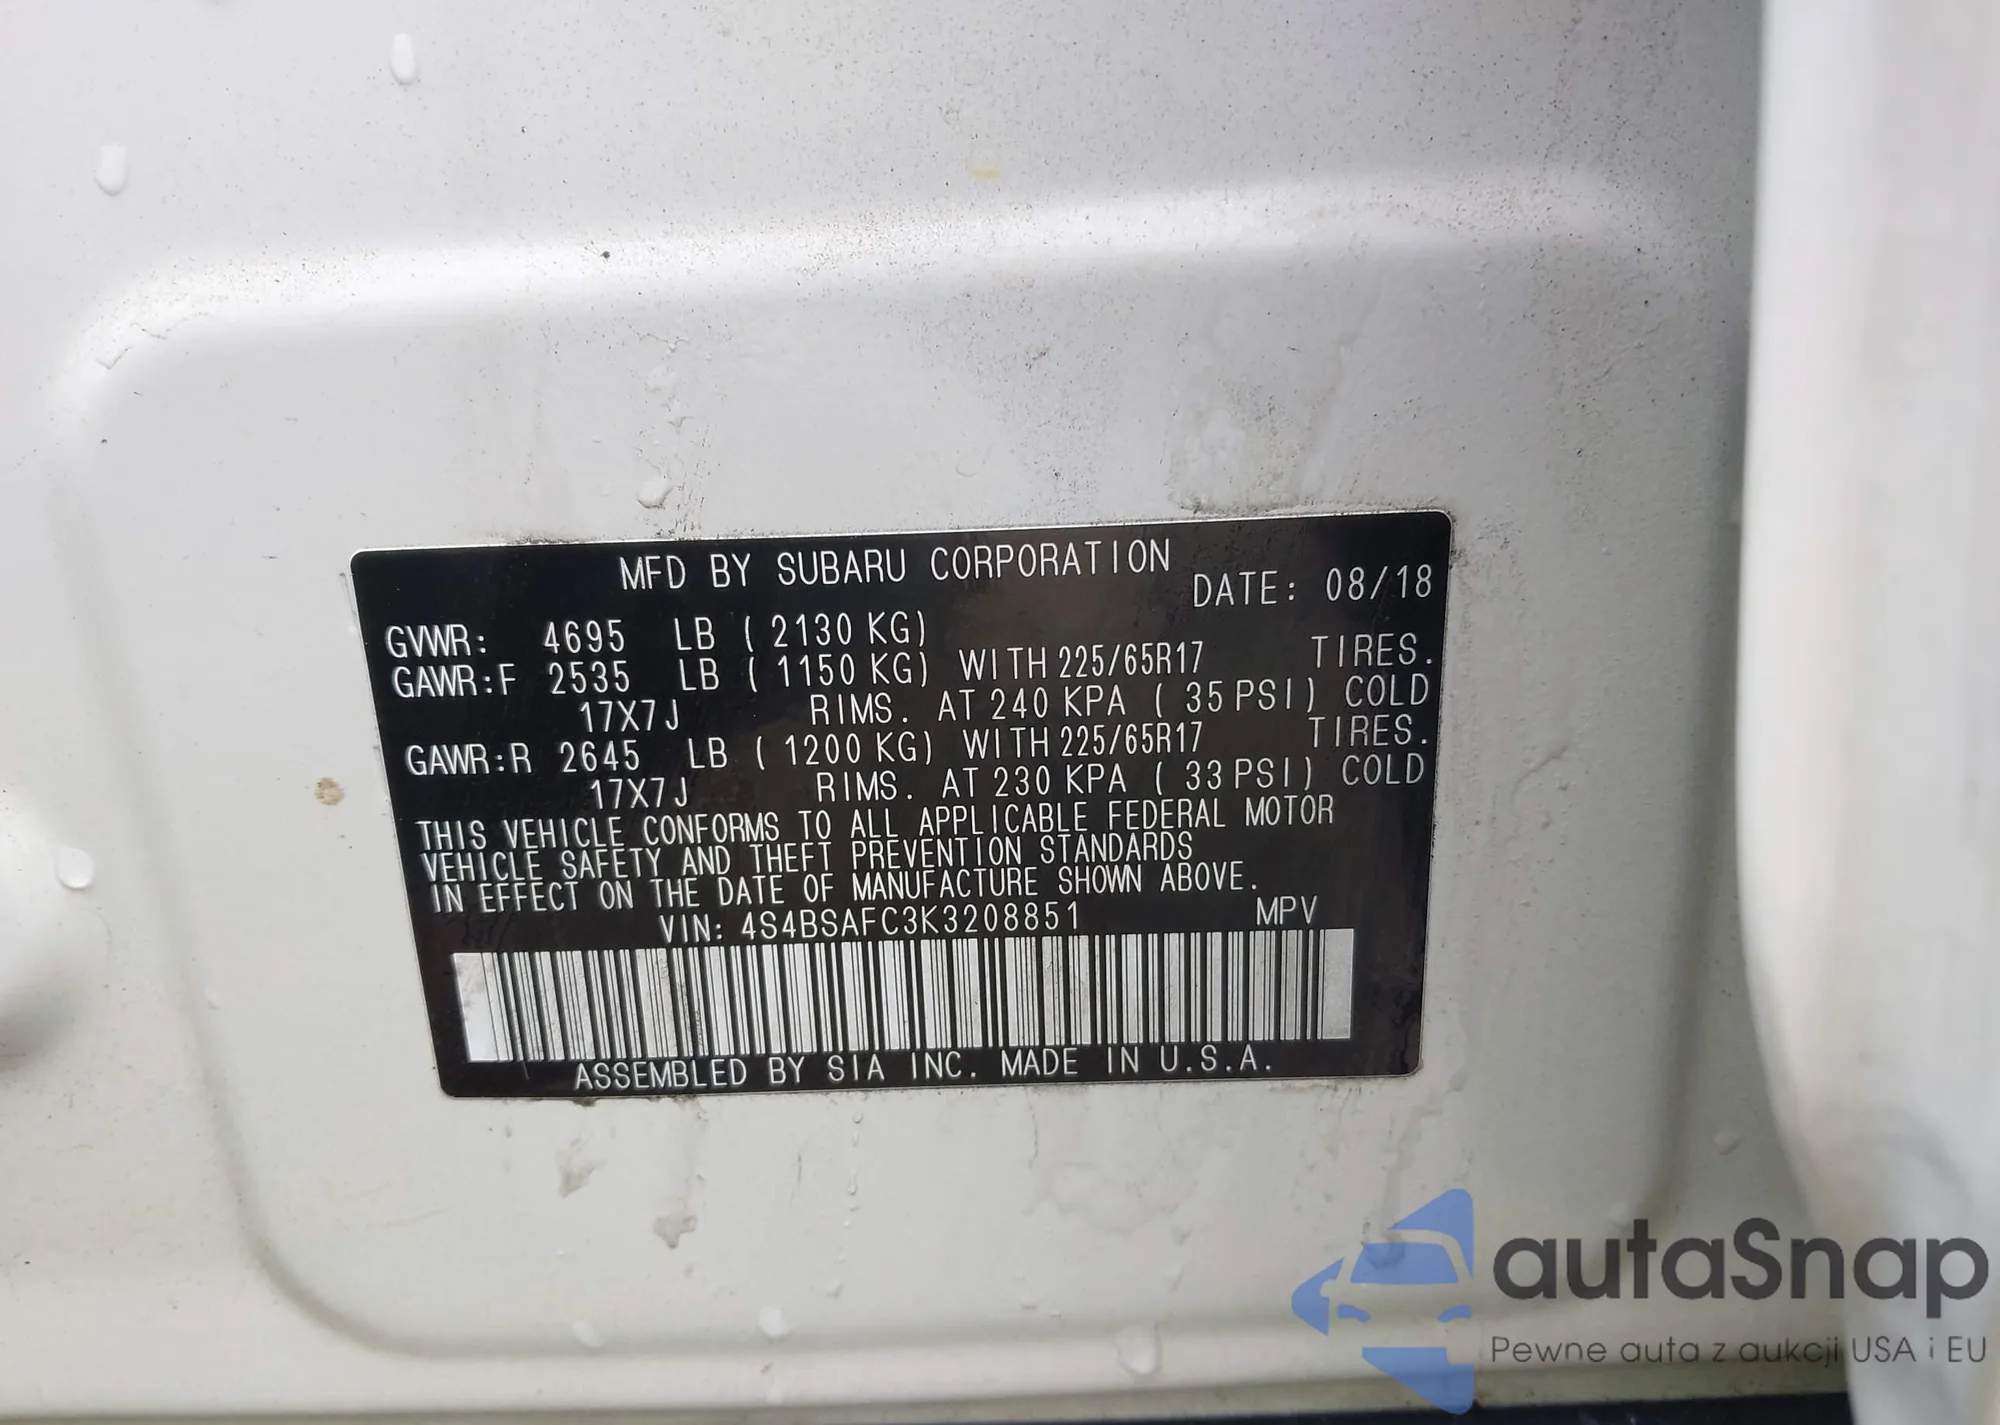 MFD BY SUBARU CORPORATION
DATE: 08/18
GVWR: 4695 LB ( 2130 KG)
GAWR:F 2535 LB ( 1150 KG) WITH 225/65R17 TIRES.
17X7J RIMS. AT 240 KPA ( 35 PSI) COLD
GAWR:R 2645 LB ( 1200 KG) WITH 225/65R17 TIRES.
17X7J RIMS. AT 230 KPA ( 33 PSI) COLD
THIS VEHICLE CONFORMS TO ALL APPLICABLE FEDERAL MOTOR
VEHICLE SAFETY AND THEFT PREVENTION STANDARDS
IN EFFECT ON THE DATE OF MANUFACTURE SHOWN ABOVE.
VIN: 4S4BSAFC3K3208851 MPV
ASSEMBLED BY SIA INC. MADE IN U.S.A.
autaSnap
Pewne auta z aukcji USA i EU